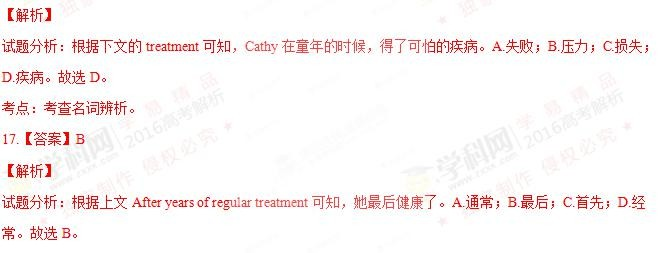 【解析】
试题分析：根据下文的 treatment 可知，Cathy 在童年的时候，得了可怕的疾病。A.失败；B.压力；C.损失；
D.疾病。故选 D。
考点：考查名词辨析。
17.【答案】B
【解析】
试题分析：根据上文 After years of regular treatment 可知，她最后健康了。A.通常；B.最后；C.首先；D.经
常。故选 B。